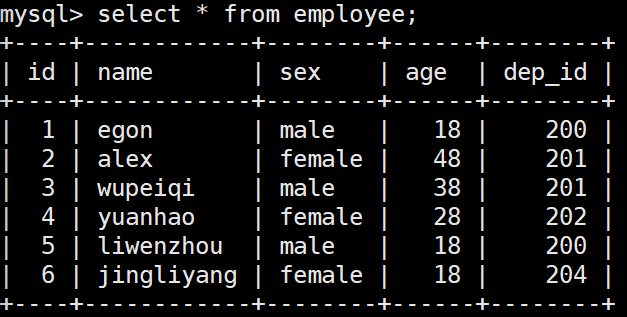 mysql> select * from employee;
+----+------------+--------+------+--------+
| id | name       | sex    | age  | dep_id |
+----+------------+--------+------+--------+
|  1 | egon       | male   |   18 |    200 |
|  2 | alex       | female |   48 |    201 |
|  3 | wupeiqi    | male   |   38 |    201 |
|  4 | yuanhao    | female |   28 |    202 |
|  5 | liwenzhou  | male   |   18 |    200 |
|  6 | jingliyang | female |   18 |    204 |
+----+------------+--------+------+--------+